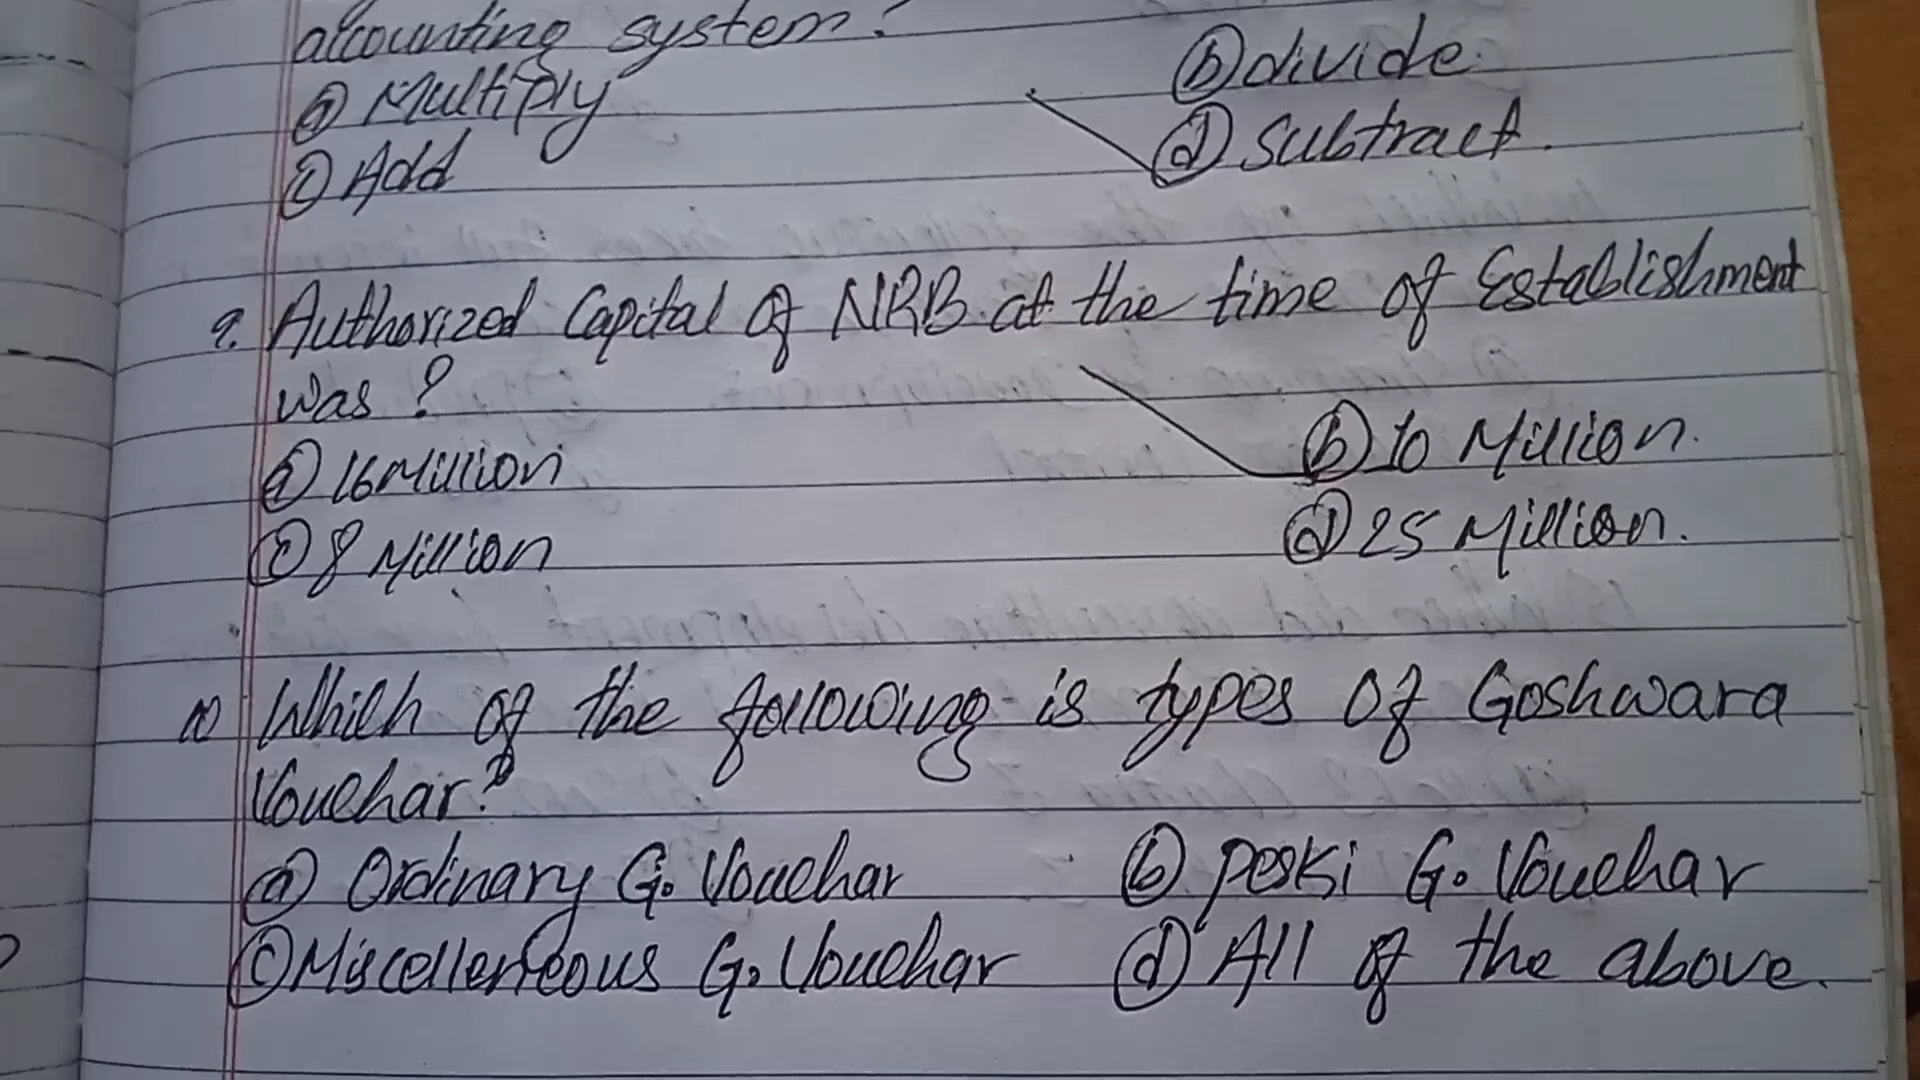 accounting system?
ⓐ Multiply ⓑ divide.
ⓒ Add ⓓ Subtract.
9. Authorized Capital of NRB at the time of Establishment
was?
ⓐ 16 Million ⓑ 10 Million.
ⓒ 8 Million ⓓ 25 Million.
10 Which of the following is types of Goshwara
Vouchar?
ⓐ Ordinary G. Vouchar ⓑ peski G. Vouchar
ⓒ Miscellerneous G. Vouchar ⓓ All of the above.